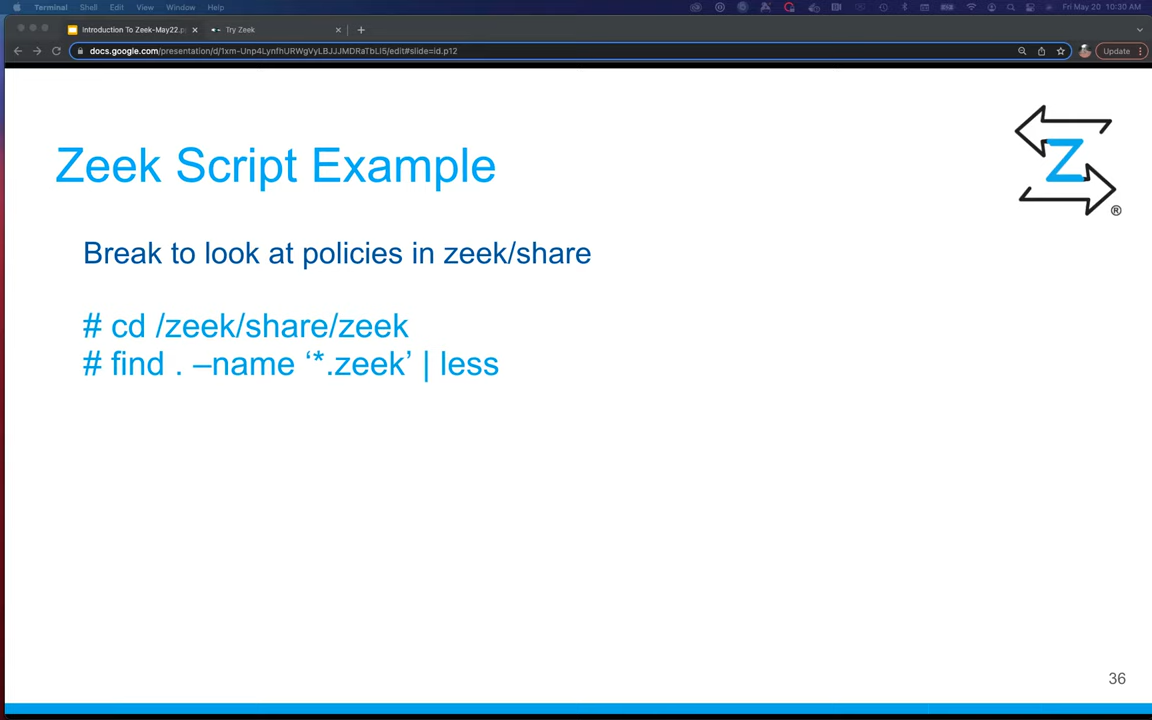 Terminal Shell Edit View Window Help Fri May 20 10:30 AM
Introduction To Zeek-May22.p Try Zeek
docs.google.com/presentation/d/1xm-Unp4LynfhURWgVyLBJJJMDRaTbLI5/edit#slide=id.p12 Update
Zeek Script Example
Z
®
Break to look at policies in zeek/share
# cd /zeek/share/zeek
# find . –name ‘*.zeek’ | less
36